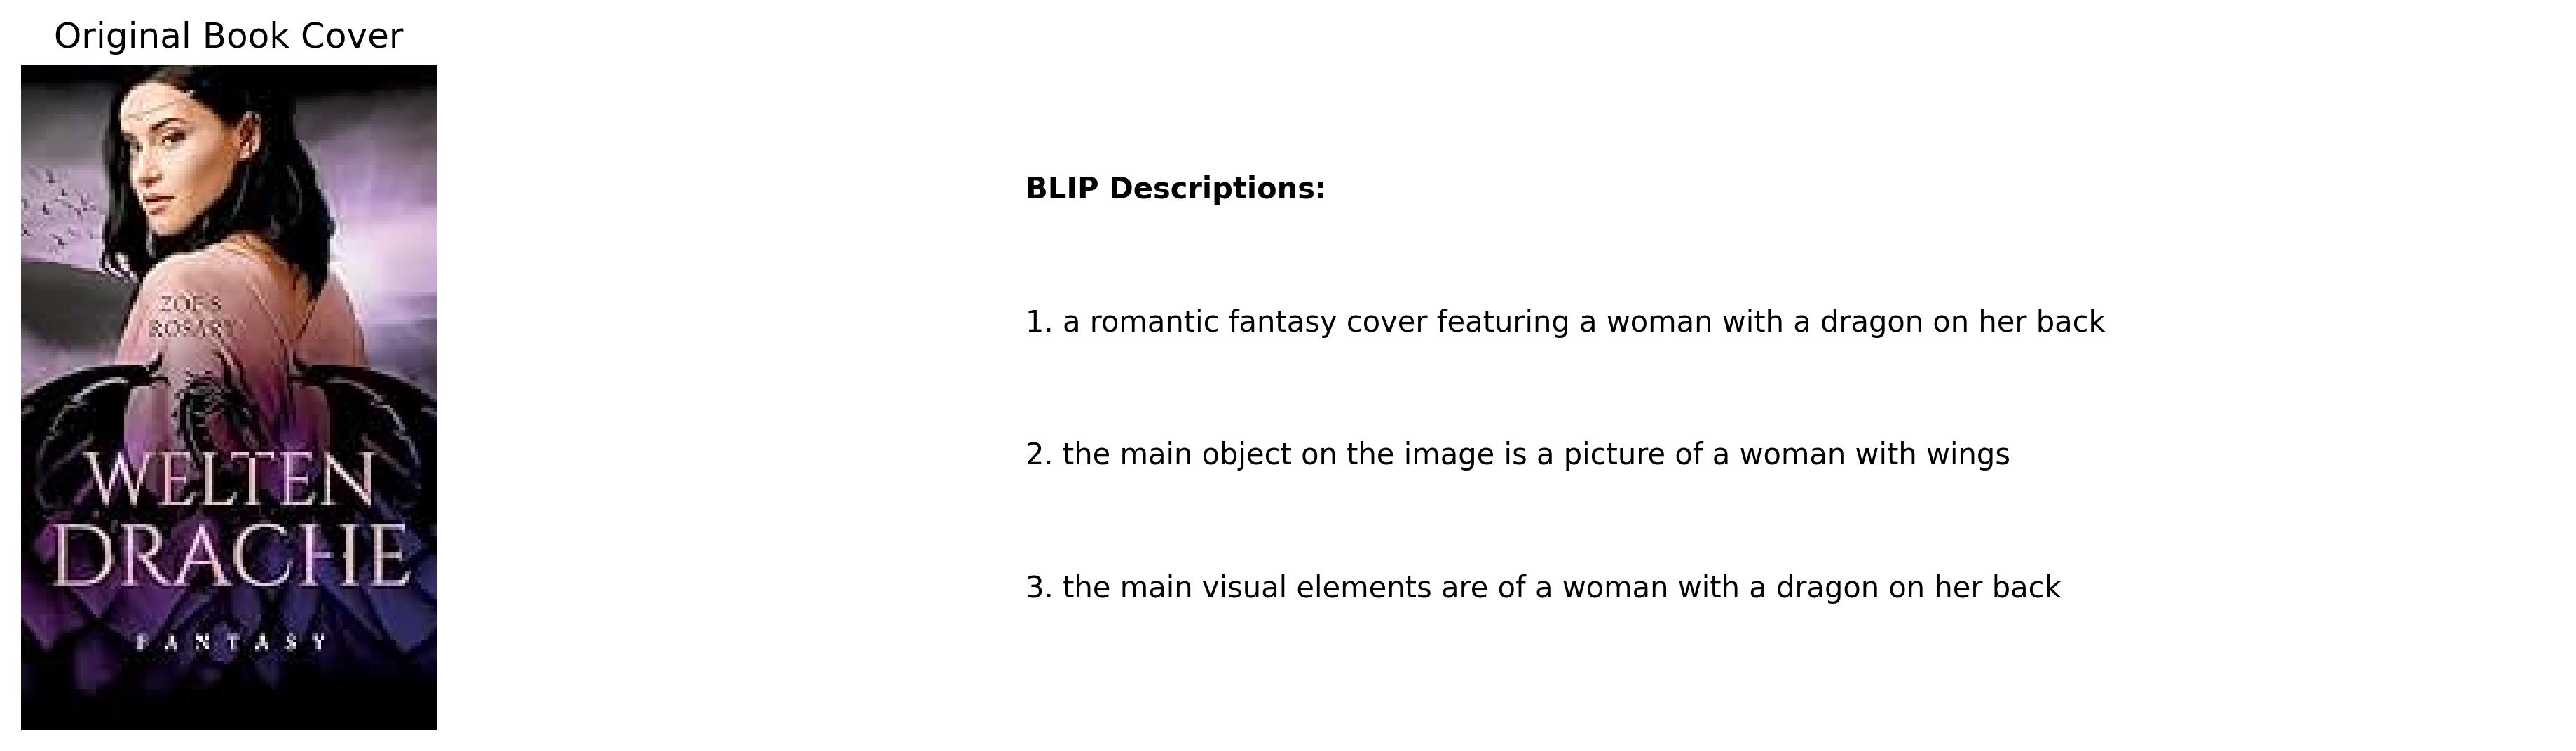 Original Book Cover
ZOE S.
ROSARY
WELTEN
DRACHE
FANTASY
BLIP Descriptions:
1. a romantic fantasy cover featuring a woman with a dragon on her back
2. the main object on the image is a picture of a woman with wings
3. the main visual elements are of a woman with a dragon on her back